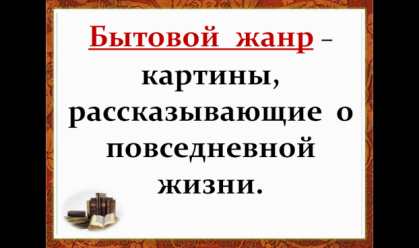 Бытовой жанр –
картины,
рассказывающие о
повседневной
жизни.